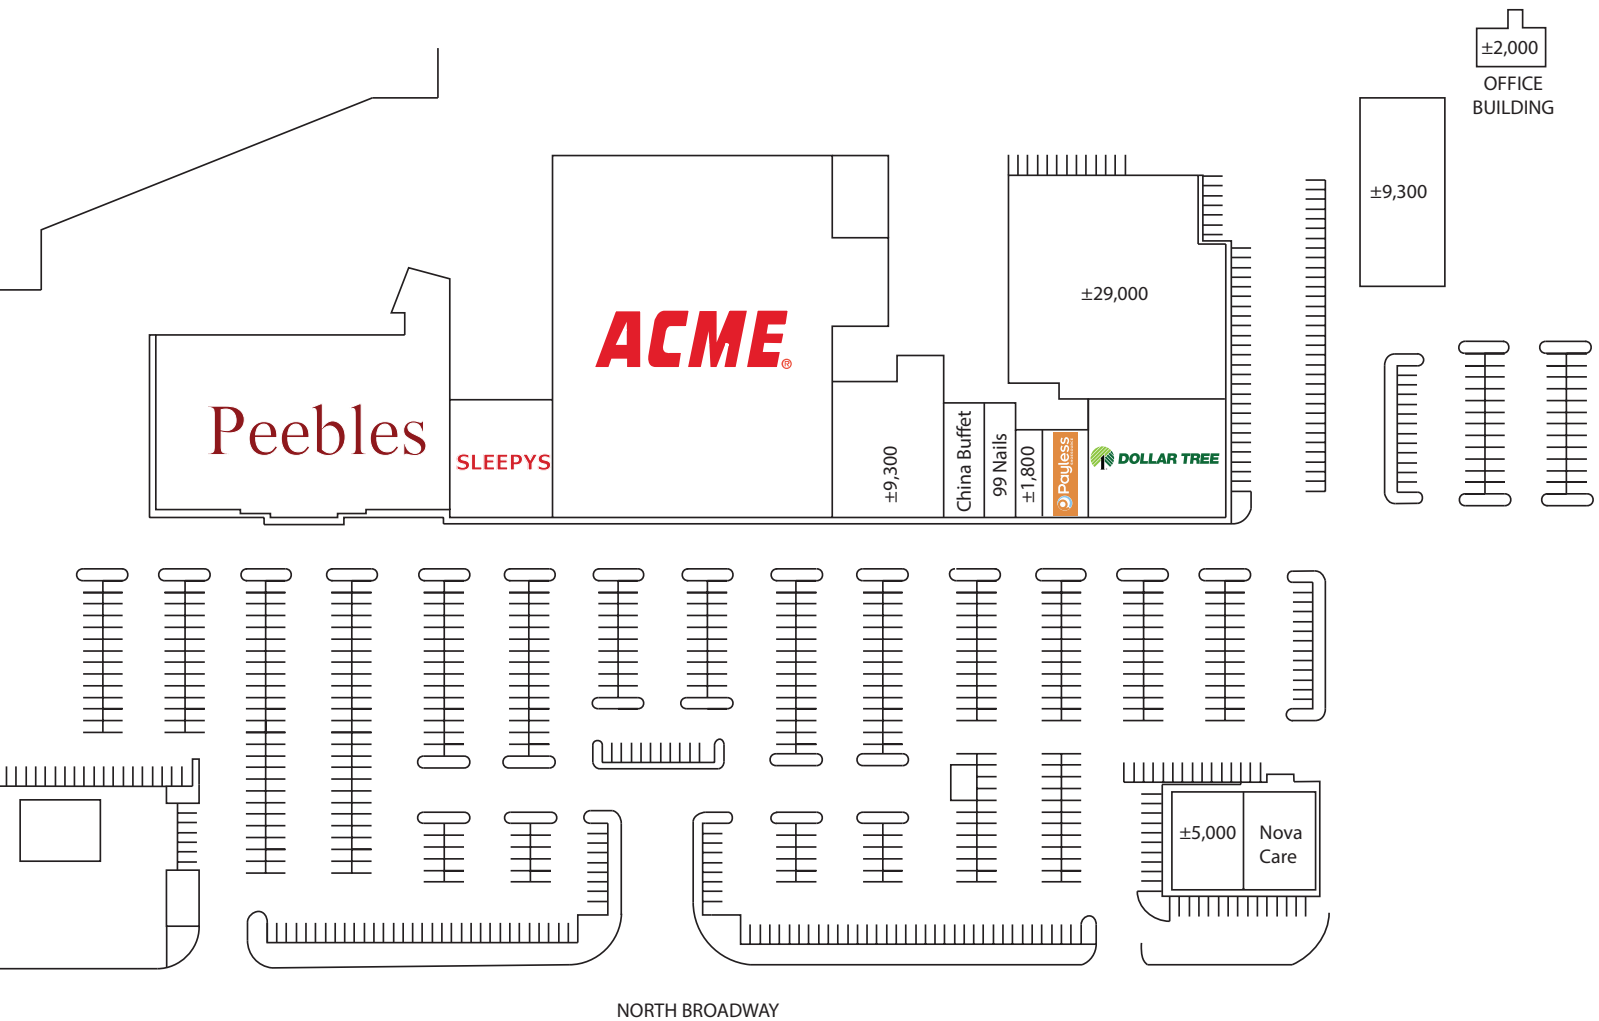 ±2,000
OFFICE
BUILDING
±9,300
±29,000
ACME®
Peebles
SLEEPYS
±9,300
China Buffet
99 Nails
±1,800
Payless
DOLLAR TREE
±5,000
Nova
Care
NORTH BROADWAY